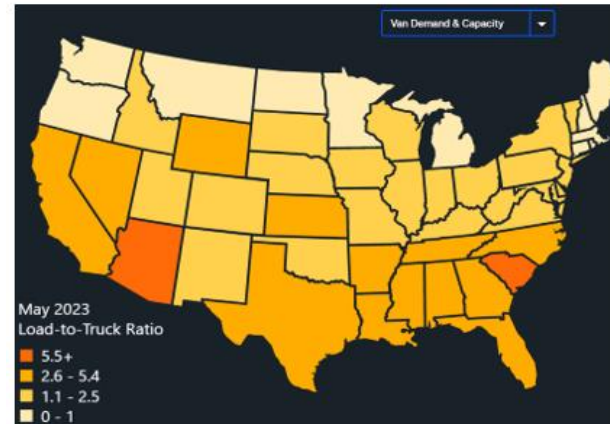 Van Demand & Capacity
May 2023
Load-to-Truck Ratio
5.5+
2.6 - 5.4
1.1 - 2.5
0 - 1